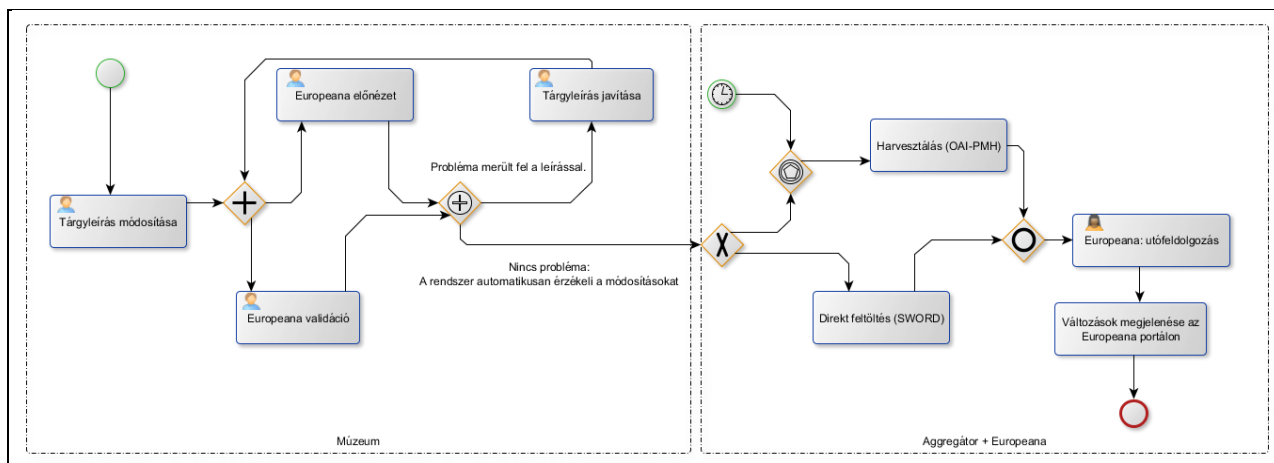 Europeana előnézet
Tárgyleírás javítása
Probléma merült fel a leírással.
Tárgyleírás módosítása
Nincs probléma:
A rendszer automatikusan érzékeli a módosításokat
Europeana validáció
Múzeum
Harvesztálás (OAI-PMH)
Europeana: utófeldolgozás
Direkt feltöltés (SWORD)
Változások megjelenése az
Europeana portálon
Aggregátor + Europeana